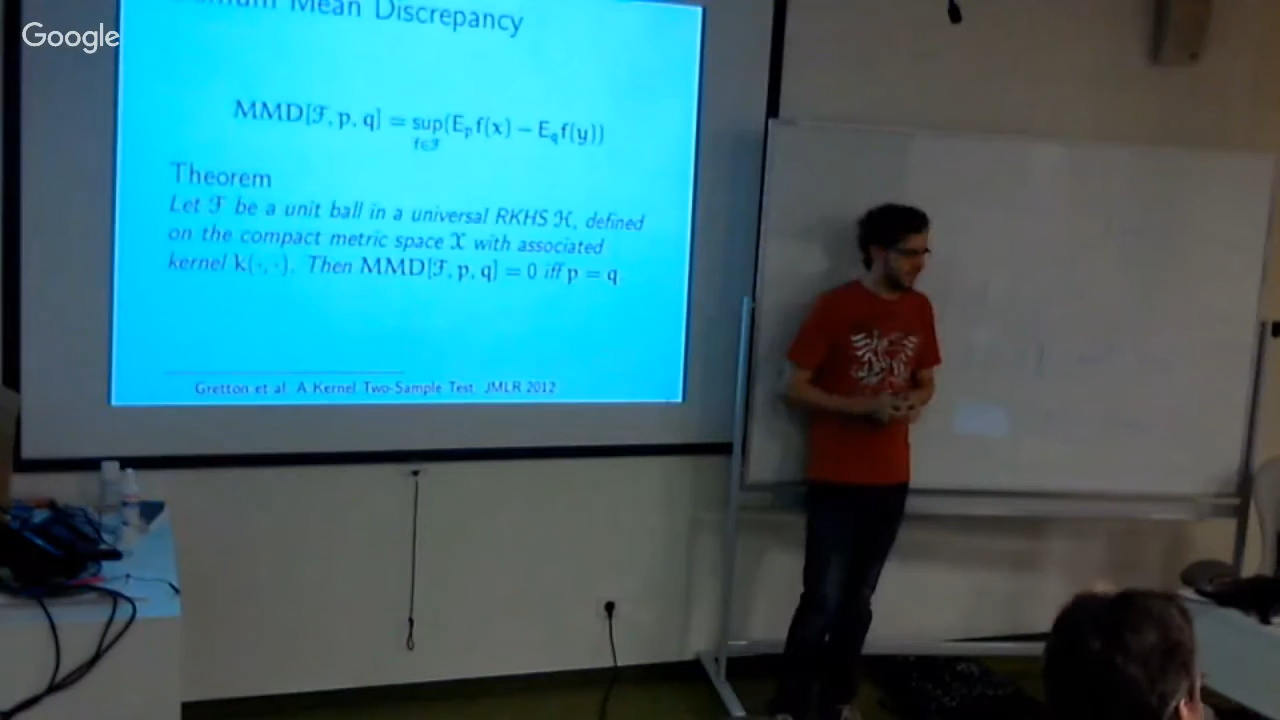 Google
Mean Discrepancy
MMD[ℱ, p, q] = sup(E_p f(x) − E_q f(y))
f∈ℱ
Theorem
Let ℱ be a unit ball in a universal RKHS ℋ, defined
on the compact metric space 𝒳 with associated
kernel k(·, ·). Then MMD[ℱ, p, q] = 0 iff p = q
Gretton et al. A Kernel Two-Sample Test. JMLR 2012